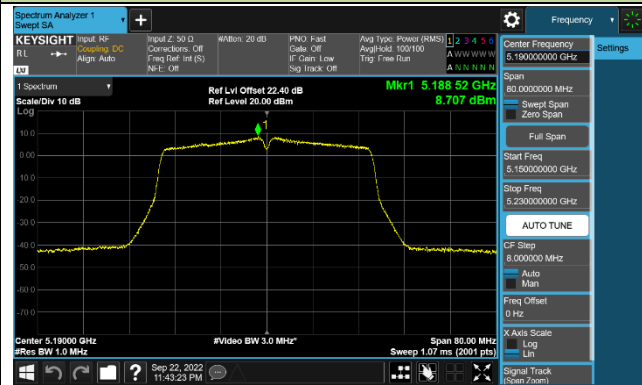 Spectrum Analyzer 1
Swept SA
+
Frequency
KEYSIGHT
RL
LXI
Input: RF
Coupling: DC
Align: Auto
Input Z: 50 Ω
Corrections: Off
Freq Ref: Int (S)
NFE: Off
#Atten: 20 dB
PNO: Fast
Gate: Off
IF Gain: Low
Sig Track: Off
Avg Type: Power (RMS)
Avg|Hold: 100/100
Trig: Free Run
1 2 3 4 5 6
A W W W W W
A N N N N N
Center Frequency
5.190000000 GHz
Settings
Span
80.0000000 MHz
Swept Span
Zero Span
Full Span
Start Freq
5.150000000 GHz
Stop Freq
5.230000000 GHz
AUTO TUNE
CF Step
8.000000 MHz
Auto
Man
Freq Offset
0 Hz
X Axis Scale
Log
Lin
Signal Track
(Span Zoom)
1 Spectrum
Scale/Div 10 dB
Ref Lvl Offset 22.40 dB
Ref Level 20.00 dBm
Mkr1 5.188 52 GHz
8.707 dBm
Log
1
10.0
0.00
-10.0
-20.0
-30.0
-40.0
-50.0
-60.0
-70.0
Center 5.19000 GHz
#Res BW 1.0 MHz
#Video BW 3.0 MHz*
Span 80.00 MHz
Sweep 1.07 ms (2001 pts)
?
Sep 22, 2022
11:43:23 PM